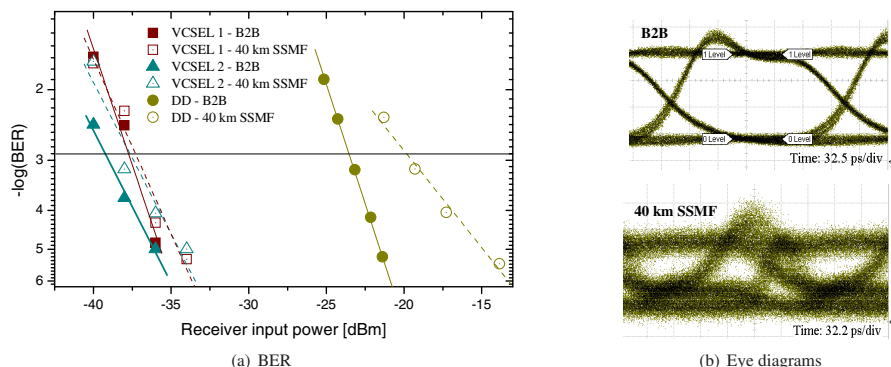 VCSEL 1 - B2B
VCSEL 1 - 40 km SSMF
VCSEL 2 - B2B
VCSEL 2 - 40 km SSMF
DD - B2B
DD - 40 km SSMF
2
3
4
5
6
-log(BER)
-40 -35 -30 -25 -20 -15
Receiver input power [dBm]
(a) BER
B2B
1 Level 1 Level
0 Level 0 Level
Time: 32.5 ps/div
40 km SSMF
Time: 32.2 ps/div
(b) Eye diagrams